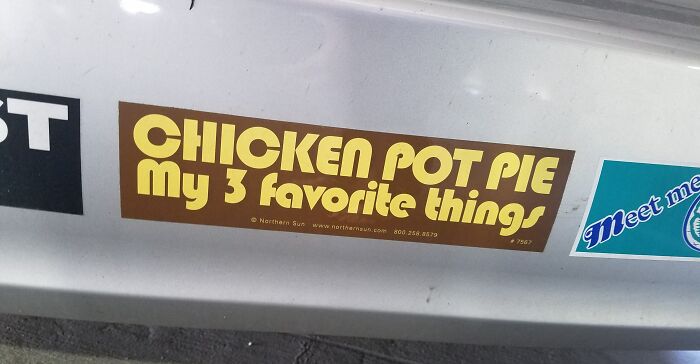 ST
CHICKEN POT PIE
My 3 favorite things
© Northern Sun www.northernsun.com 800.258.8579
# 7567
Meet me